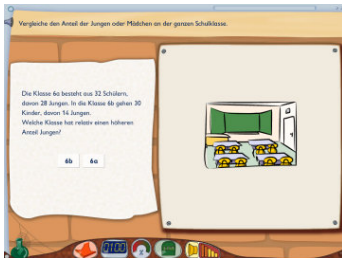 Vergleiche den Anteil der Jungen oder Mädchen an der ganzen Schulklasse.
Die Klasse 6a besteht aus 32 Schülern,
davon 28 Jungen. In die Klasse 6b gehen 30
Kinder, davon 14 Jungen.
Welche Klasse hat relativ einen höheren
Anteil Jungen?
6b 6a